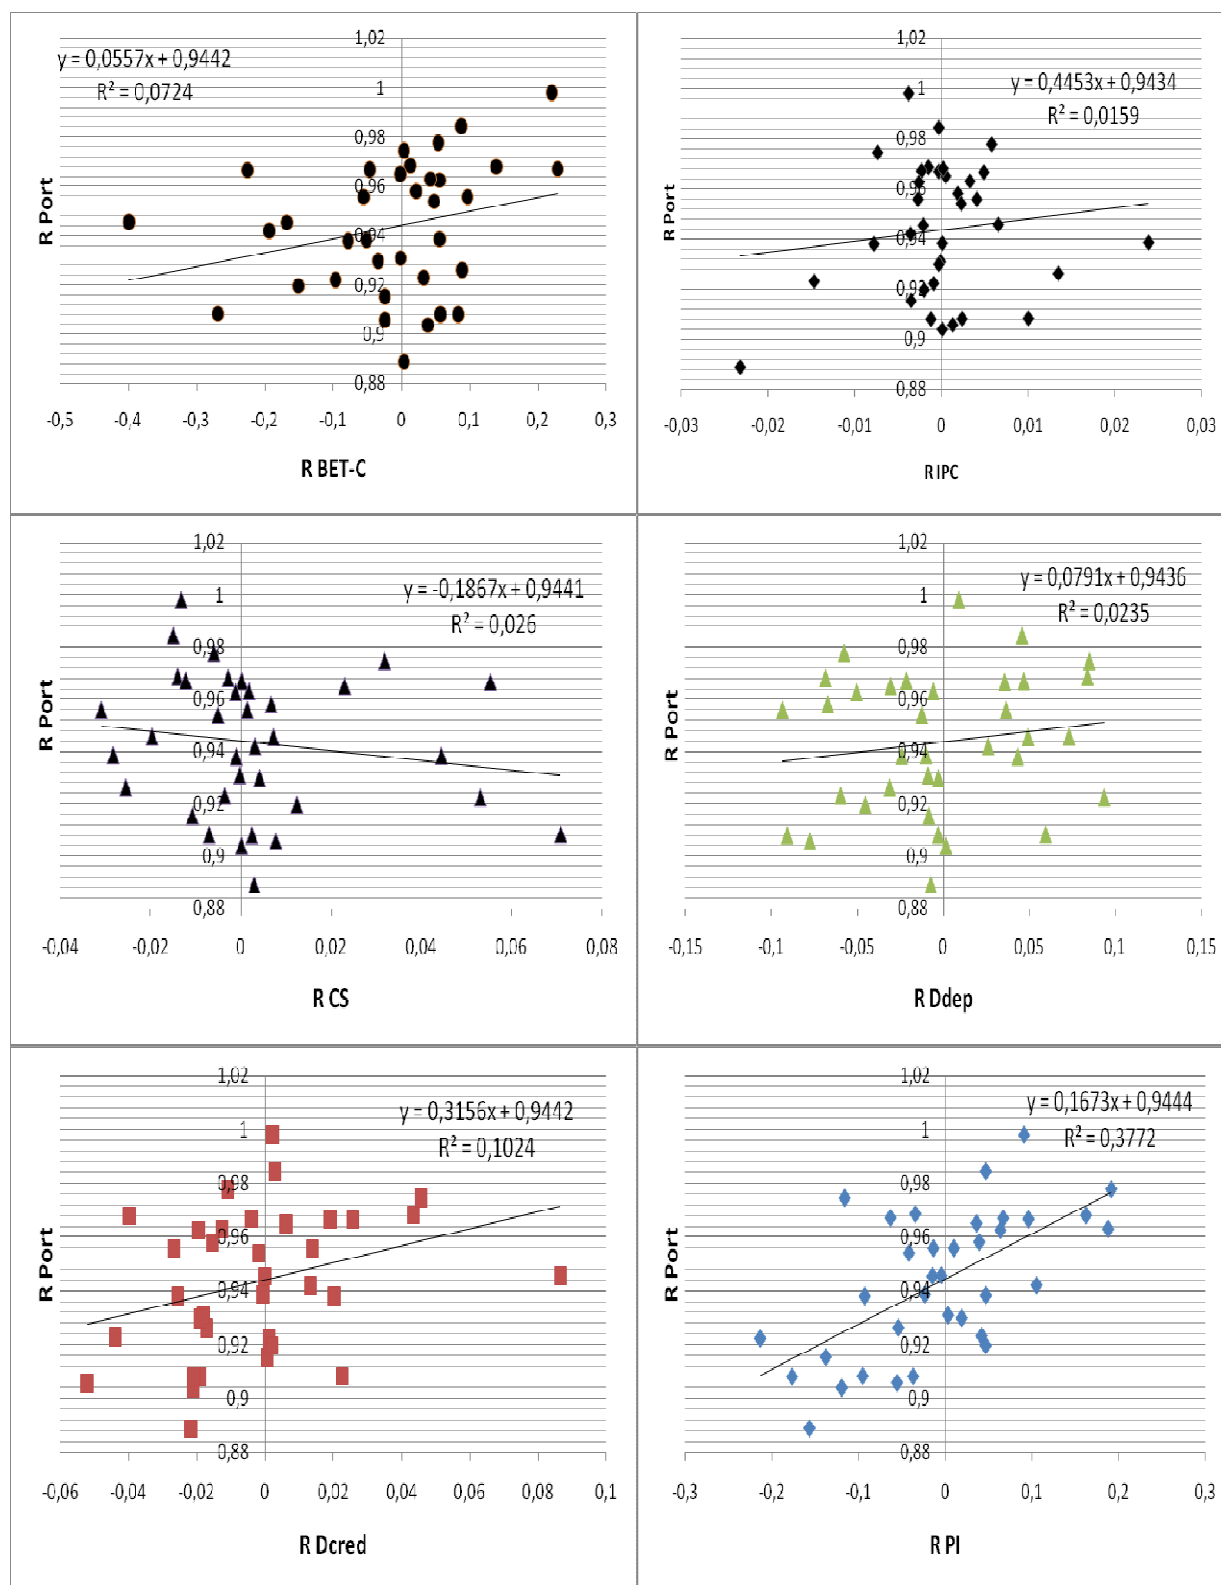 y = 0,0557x + 0,9442
R² = 0,0724
1,02
1
0,98
0,96
0,94
0,92
0,9
0,88
-0,5 -0,4 -0,3 -0,2 -0,1 0 0,1 0,2 0,3
R Port
R BET-C
y = 0,4453x + 0,9434
R² = 0,0159
1,02
1
0,98
0,96
0,94
0,92
0,9
0,88
-0,03 -0,02 -0,01 0 0,01 0,02 0,03
R Port
R IPC
y = -0,1867x + 0,9441
R² = 0,026
1,02
1
0,98
0,96
0,94
0,92
0,9
0,88
-0,04 -0,02 0 0,02 0,04 0,06 0,08
R Port
R CS
y = 0,0791x + 0,9436
R² = 0,0235
1,02
1
0,98
0,96
0,94
0,92
0,9
0,88
-0,15 -0,1 -0,05 0 0,05 0,1 0,15
R Port
R Ddep
y = 0,3156x + 0,9442
R² = 0,1024
1,02
1
0,98
0,96
0,94
0,92
0,9
0,88
-0,06 -0,04 -0,02 0 0,02 0,04 0,06 0,08 0,1
R Port
R Dcred
y = 0,1673x + 0,9444
R² = 0,3772
1,02
1
0,98
0,96
0,94
0,92
0,9
0,88
-0,3 -0,2 -0,1 0 0,1 0,2 0,3
R Port
R PI